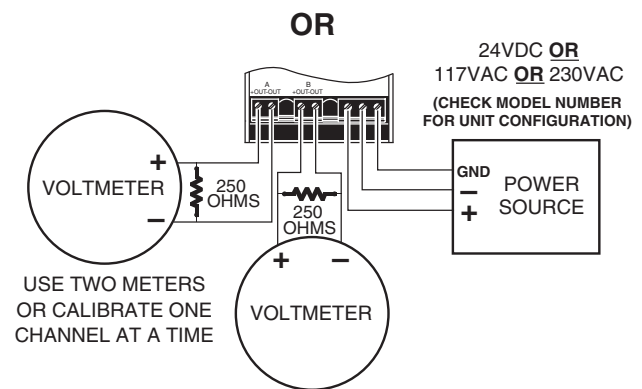 OR
24VDC OR
117VAC OR 230VAC
(CHECK MODEL NUMBER
FOR UNIT CONFIGURATION)
A
+OUT-OUT
B
+OUT-OUT
+
VOLTMETER
−
250
OHMS
250
OHMS
GND
−
+
POWER
SOURCE
USE TWO METERS
OR CALIBRATE ONE
CHANNEL AT A TIME
+ −
VOLTMETER